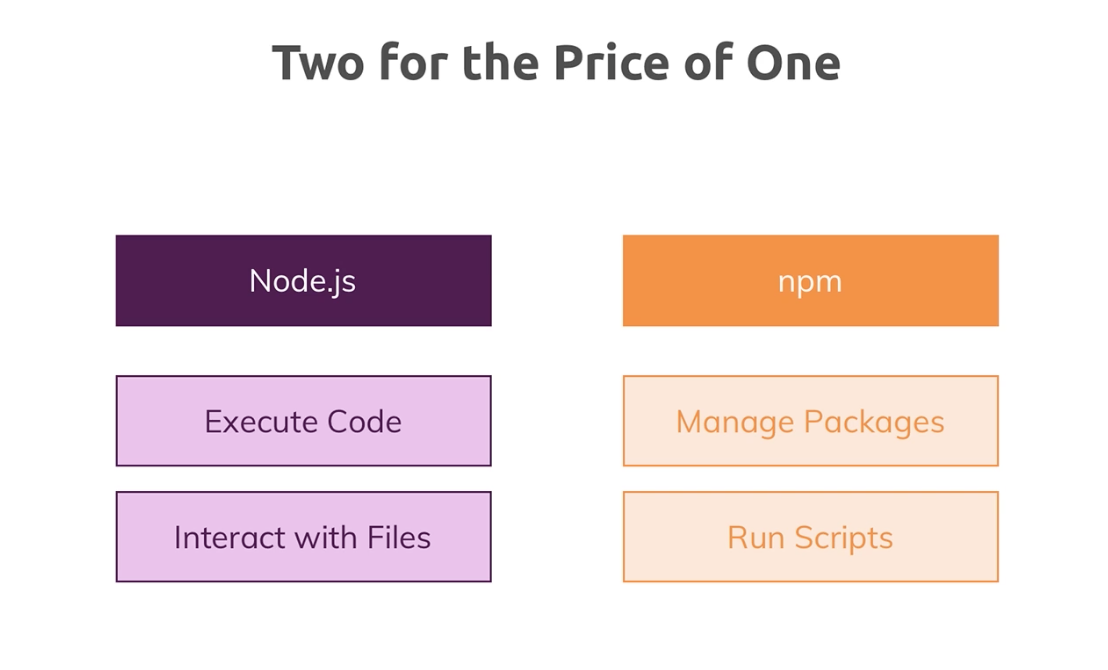 Two for the Price of One
Node.js
npm
Execute Code
Manage Packages
Interact with Files
Run Scripts